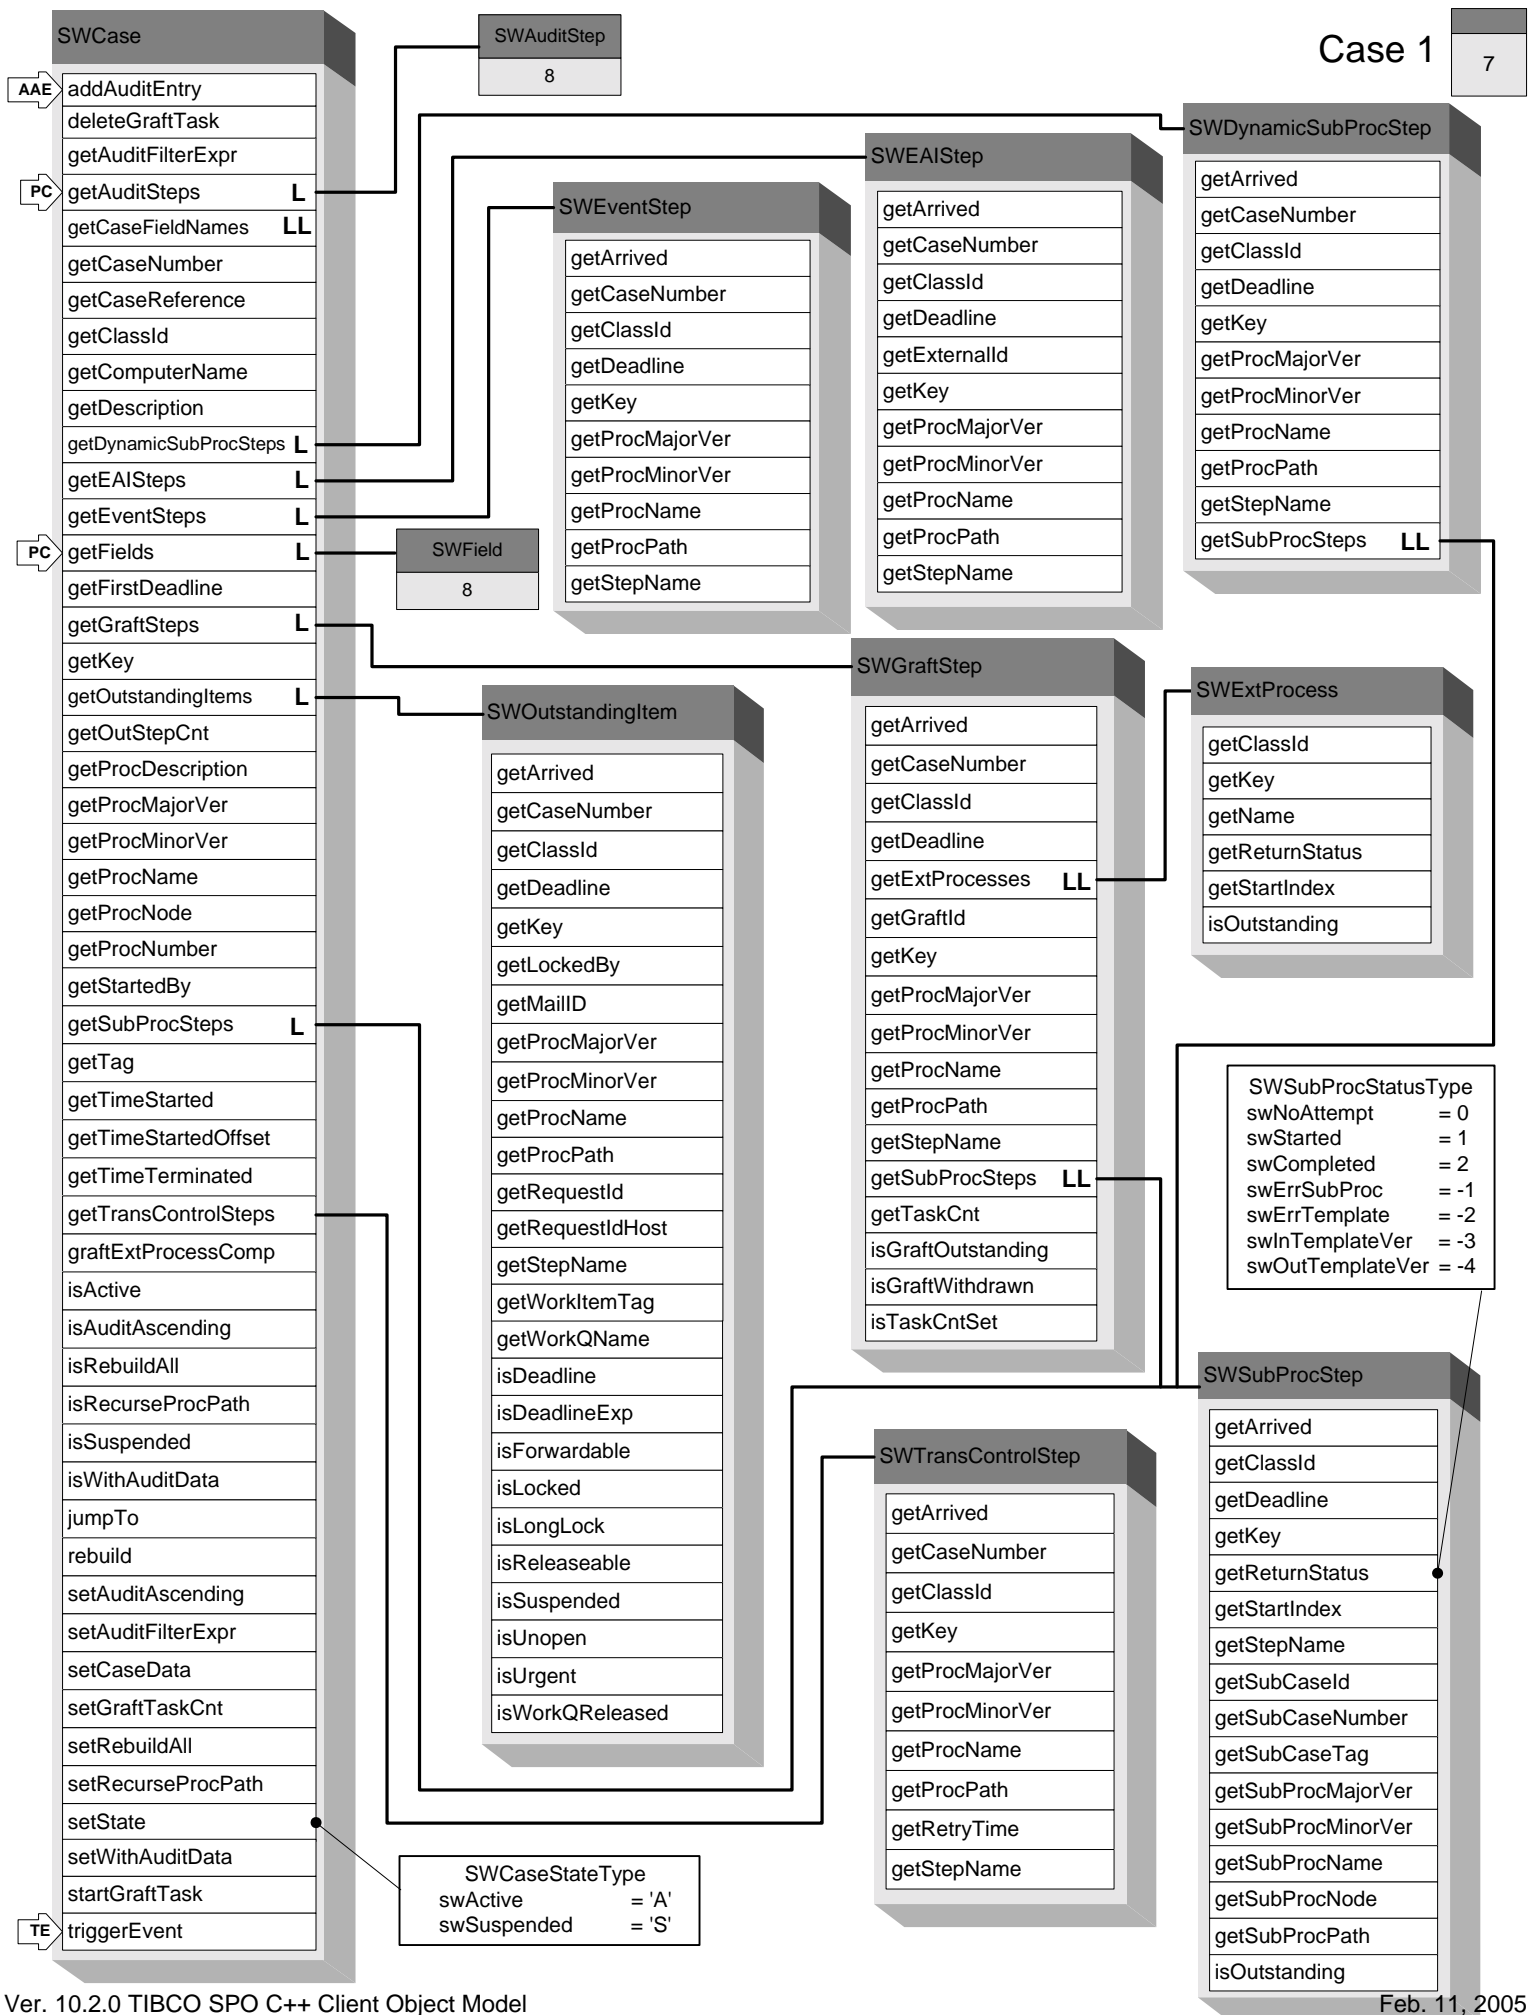 Case 1
7
SWCase
AAE
addAuditEntry
deleteGraftTask
getAuditFilterExpr
PC
getAuditSteps L
getCaseFieldNames LL
getCaseNumber
getCaseReference
getClassId
getComputerName
getDescription
getDynamicSubProcSteps L
getEAISteps L
getEventSteps L
PC
getFields L
getFirstDeadline
getGraftSteps L
getKey
getOutstandingItems L
getOutStepCnt
getProcDescription
getProcMajorVer
getProcMinorVer
getProcName
getProcNode
getProcNumber
getStartedBy
getSubProcSteps L
getTag
getTimeStarted
getTimeStartedOffset
getTimeTerminated
getTransControlSteps
graftExtProcessComp
isActive
isAuditAscending
isRebuildAll
isRecurseProcPath
isSuspended
isWithAuditData
jumpTo
rebuild
setAuditAscending
setAuditFilterExpr
setCaseData
setGraftTaskCnt
setRebuildAll
setRecurseProcPath
setState
setWithAuditData
startGraftTask
TE
triggerEvent
SWAuditStep
8
SWEventStep
getArrived
getCaseNumber
getClassId
getDeadline
getKey
getProcMajorVer
getProcMinorVer
getProcName
getProcPath
getStepName
SWField
8
SWEAIStep
getArrived
getCaseNumber
getClassId
getDeadline
getExternalId
getKey
getProcMajorVer
getProcMinorVer
getProcName
getProcPath
getStepName
SWDynamicSubProcStep
getArrived
getCaseNumber
getClassId
getDeadline
getKey
getProcMajorVer
getProcMinorVer
getProcName
getProcPath
getStepName
getSubProcSteps LL
SWOutstandingItem
getArrived
getCaseNumber
getClassId
getDeadline
getKey
getLockedBy
getMailID
getProcMajorVer
getProcMinorVer
getProcName
getProcPath
getRequestId
getRequestIdHost
getStepName
getWorkItemTag
getWorkQName
isDeadline
isDeadlineExp
isForwardable
isLocked
isLongLock
isReleaseable
isSuspended
isUnopen
isUrgent
isWorkQReleased
SWGraftStep
getArrived
getCaseNumber
getClassId
getDeadline
getExtProcesses LL
getGraftId
getKey
getProcMajorVer
getProcMinorVer
getProcName
getProcPath
getStepName
getSubProcSteps LL
getTaskCnt
isGraftOutstanding
isGraftWithdrawn
isTaskCntSet
SWExtProcess
getClassId
getKey
getName
getReturnStatus
getStartIndex
isOutstanding
SWSubProcStatusType
swNoAttempt = 0
swStarted = 1
swCompleted = 2
swErrSubProc = -1
swErrTemplate = -2
swInTemplateVer = -3
swOutTemplateVer = -4
SWTransControlStep
getArrived
getCaseNumber
getClassId
getKey
getProcMajorVer
getProcMinorVer
getProcName
getProcPath
getRetryTime
getStepName
SWSubProcStep
getArrived
getClassId
getDeadline
getKey
getReturnStatus
getStartIndex
getStepName
getSubCaseId
getSubCaseNumber
getSubCaseTag
getSubProcMajorVer
getSubProcMinorVer
getSubProcName
getSubProcNode
getSubProcPath
isOutstanding
SWCaseStateType
swActive = 'A'
swSuspended = 'S'
Ver. 10.2.0 TIBCO SPO C++ Client Object Model
Feb. 11, 2005